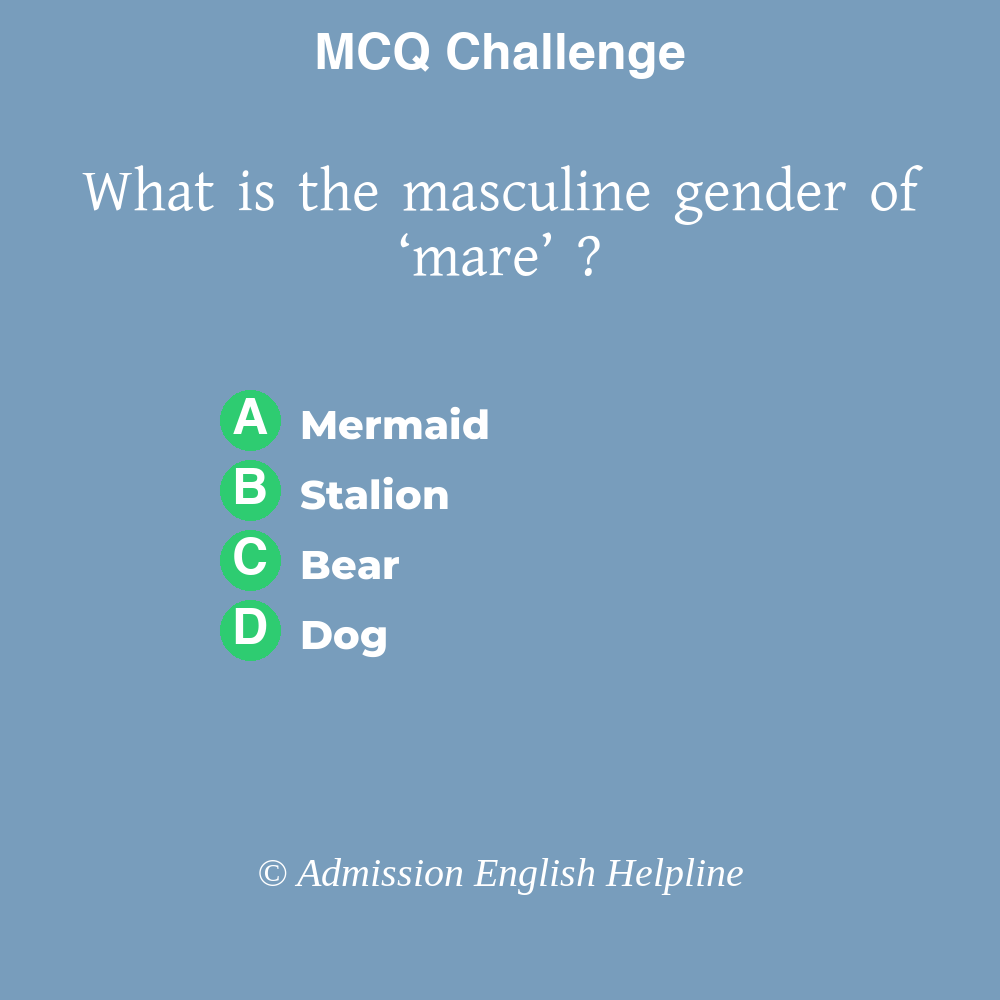 MCQ Challenge
What is the masculine gender of
‘mare’ ?
A Mermaid
B Stalion
C Bear
D Dog
© Admission English Helpline